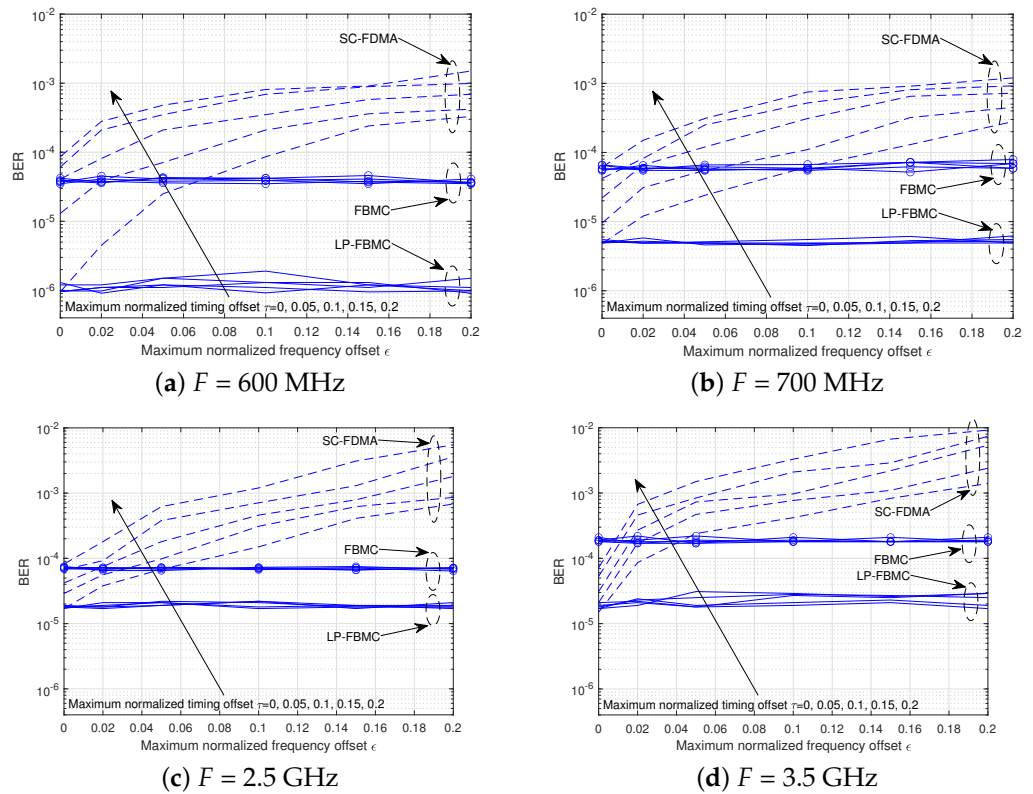 10^-2
10^-3
10^-4
10^-5
10^-6
BER
SC-FDMA
FBMC
LP-FBMC
Maximum normalized timing offset τ=0, 0.05, 0.1, 0.15, 0.2
0 0.02 0.04 0.06 0.08 0.1 0.12 0.14 0.16 0.18 0.2
Maximum normalized frequency offset ϵ
(a) F = 600 MHz
10^-2
10^-3
10^-4
10^-5
10^-6
BER
SC-FDMA
FBMC
LP-FBMC
Maximum normalized timing offset τ=0, 0.05, 0.1, 0.15, 0.2
0 0.02 0.04 0.06 0.08 0.1 0.12 0.14 0.16 0.18 0.2
Maximum normalized frequency offset ϵ
(b) F = 700 MHz
10^-2
10^-3
10^-4
10^-5
10^-6
BER
SC-FDMA
FBMC
LP-FBMC
Maximum normalized timing offset τ=0, 0.05, 0.1, 0.15, 0.2
0 0.02 0.04 0.06 0.08 0.1 0.12 0.14 0.16 0.18 0.2
Maximum normalized frequency offset ϵ
(c) F = 2.5 GHz
10^-2
10^-3
10^-4
10^-5
10^-6
BER
SC-FDMA
FBMC
LP-FBMC
Maximum normalized timing offset τ=0, 0.05, 0.1, 0.15, 0.2
0 0.02 0.04 0.06 0.08 0.1 0.12 0.14 0.16 0.18 0.2
Maximum normalized frequency offset ϵ
(d) F = 3.5 GHz